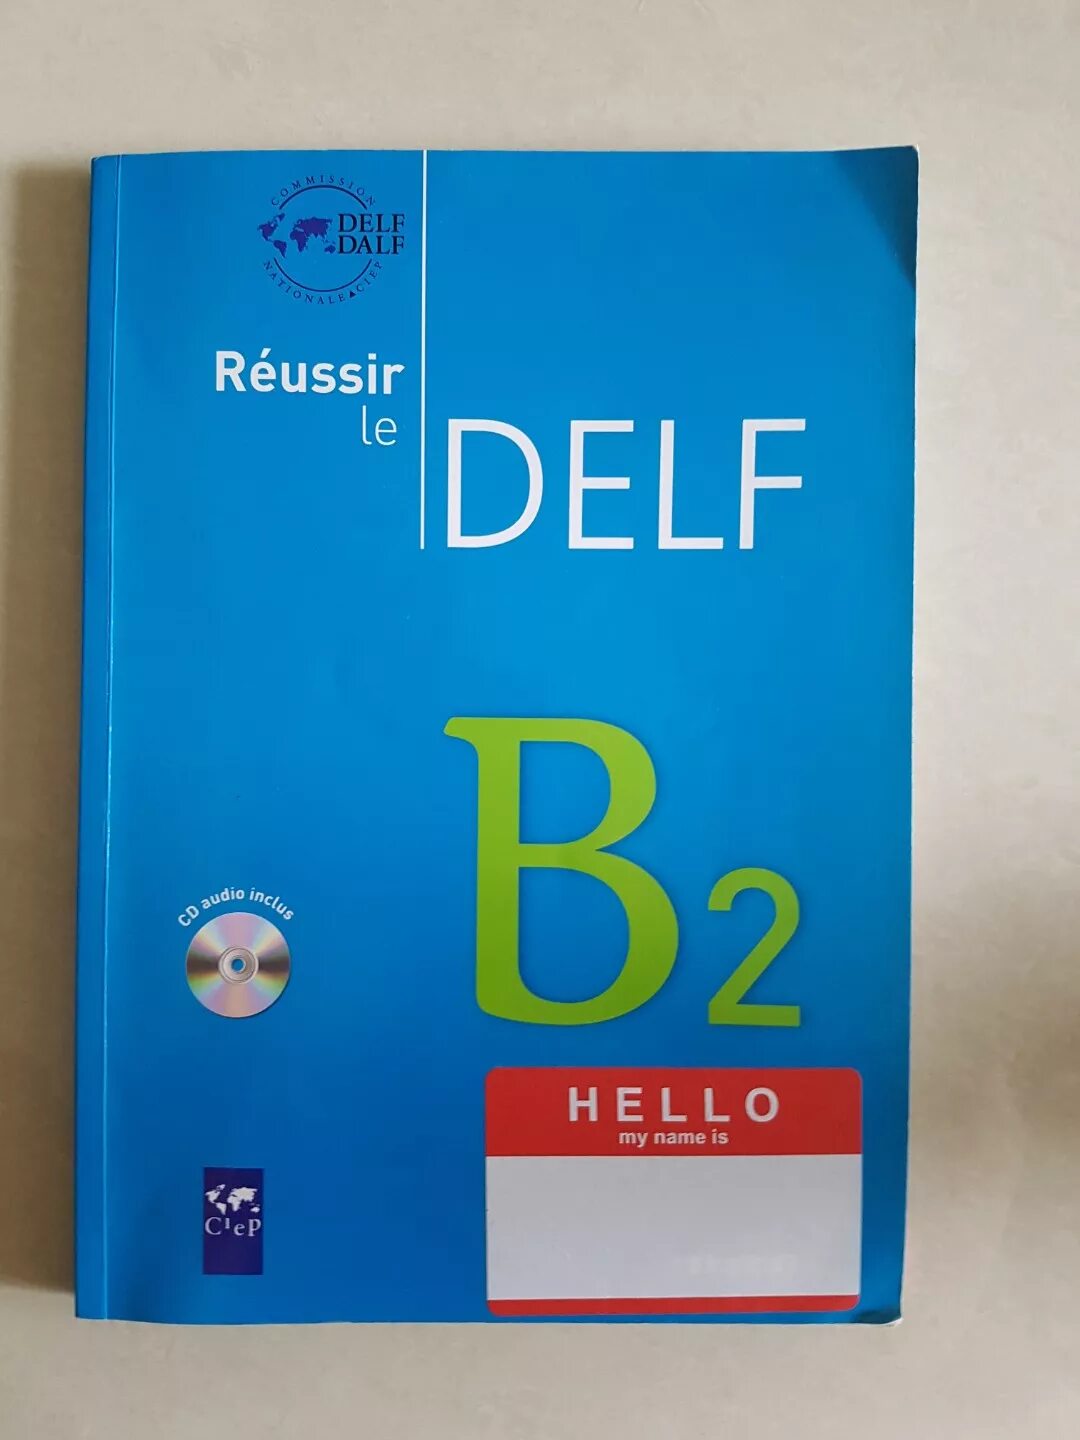 COMMISSION
DELF
DALF
NATIONALE▲CIEP
Réussir
le
DELF
B2
CD audio inclus
HELLO
my name is
CIeP